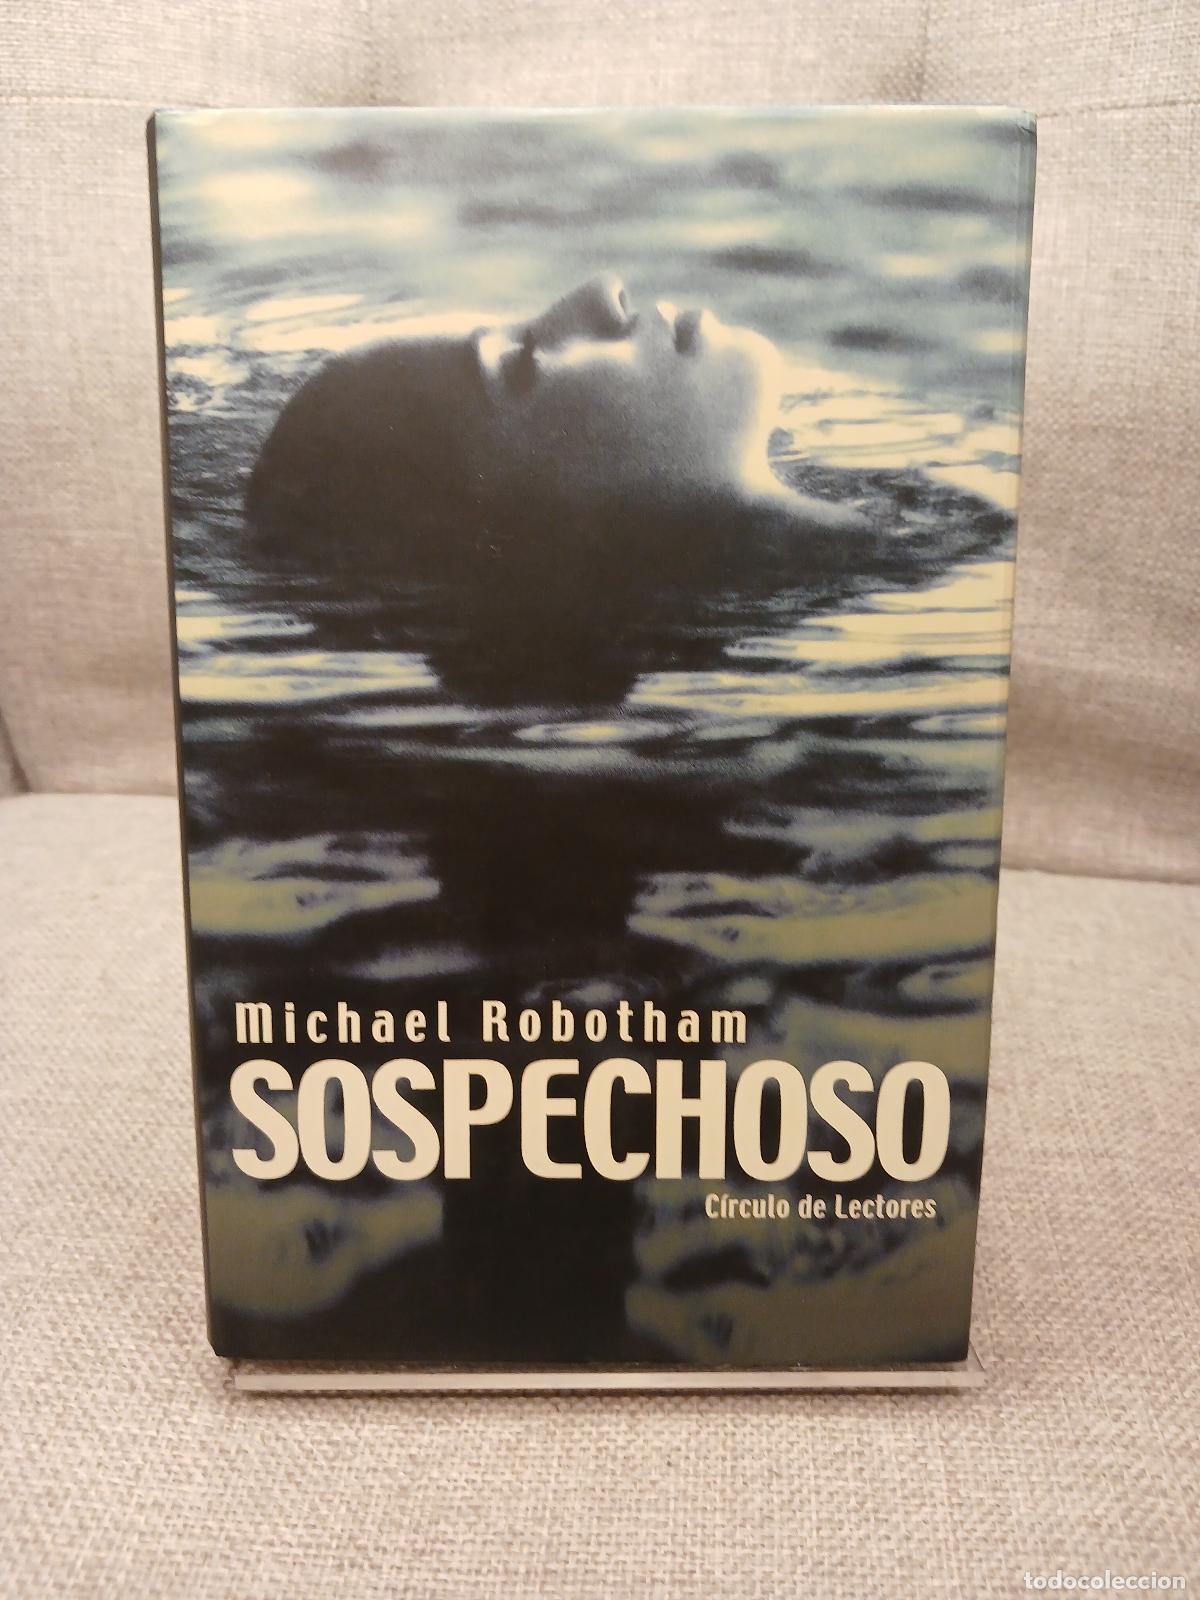 Michael Robotham
SOSPECHOSO
Círculo de Lectores
todocoleccion